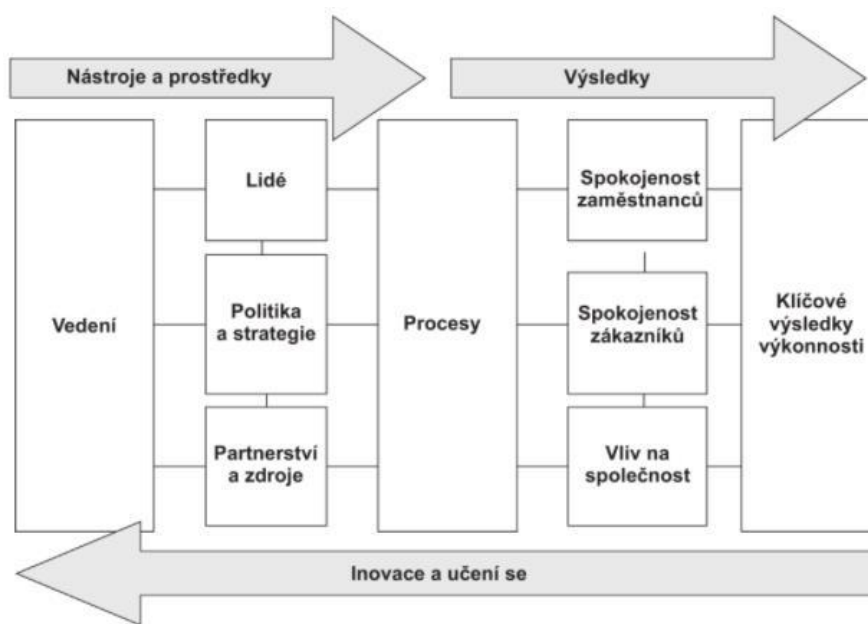 Nástroje a prostředky
Výsledky
Vedení
Lidé
Politika
a strategie
Partnerství
a zdroje
Procesy
Spokojenost
zaměstnanců
Spokojenost
zákazníků
Vliv na
společnost
Klíčové
výsledky
výkonnosti
Inovace a učení se